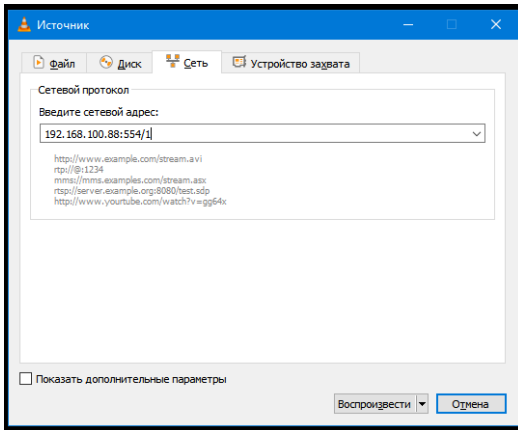 Источник
Файл Диск Сеть Устройство захвата
Сетевой протокол
Введите сетевой адрес:
192.168.100.88:554/1
http://www.example.com/stream.avi
rtp://@:1234
mms://mms.examples.com/stream.asx
rtsp://server.example.org:8080/test.sdp
http://www.yourtube.com/watch?v=gg64x
Показать дополнительные параметры
Воспроизвести Отмена